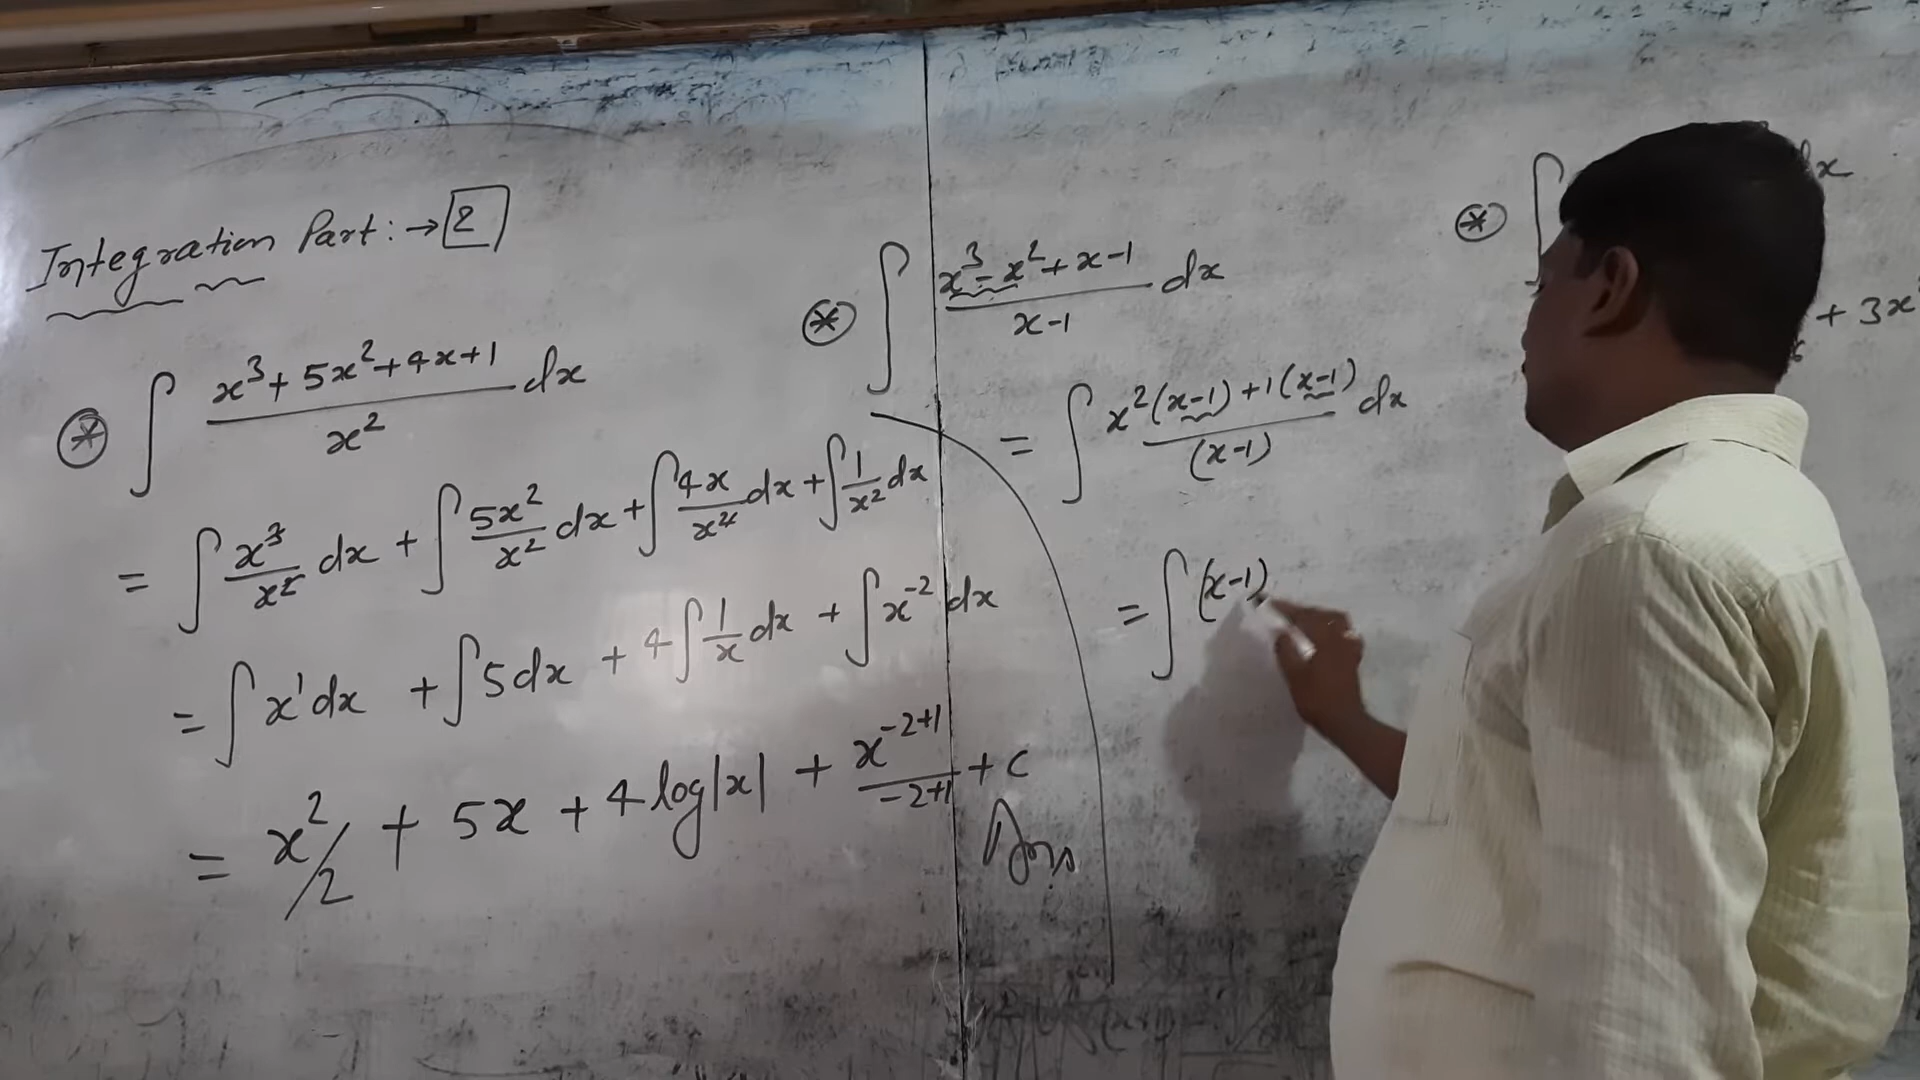 Integration Part :→ 2
⊛ ∫ (x³ + 5x² + 4x + 1)/x² dx
= ∫ x³/x² dx + ∫ 5x²/x² dx + ∫ 4x/x² dx + ∫ 1/x² dx
= ∫ x¹ dx + ∫ 5 dx + 4 ∫ 1/x dx + ∫ x⁻² dx
= x²/2 + 5x + 4 log|x| + x⁻²⁺¹/-2+1 + c
Ans
⊛ ∫ (x³ - x² + x - 1)/(x-1) dx
= ∫ (x²(x-1) + 1(x-1))/(x-1) dx
= ∫ (x-1)
⊛ ∫ dx
+ 3x